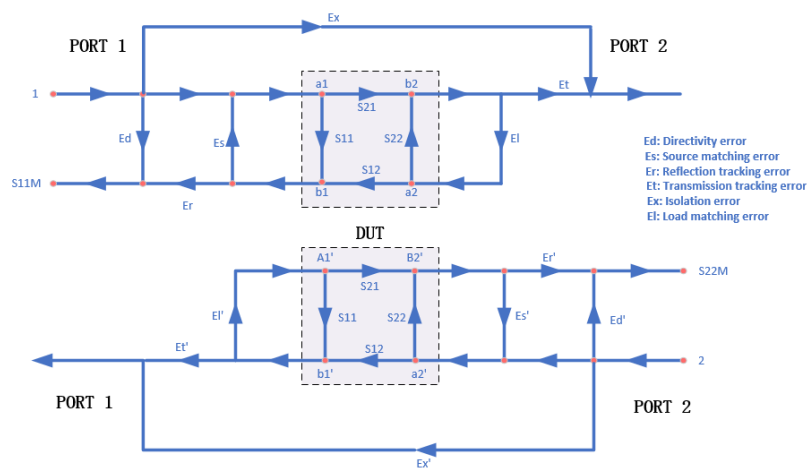 Ex
PORT 1
PORT 2
1
a1
b2
Et
S21
Ed
Es
S11
S22
El
S12
S11M
Er
b1
a2
Ed: Directivity error
Es: Source matching error
Er: Reflection tracking error
Et: Transmission tracking error
Ex: Isolation error
El: Load matching error
DUT
A1'
B2'
Er'
S22M
S21
El'
S11
S22
Es'
Ed'
Et'
S12
2
b1'
a2'
PORT 1
PORT 2
Ex'